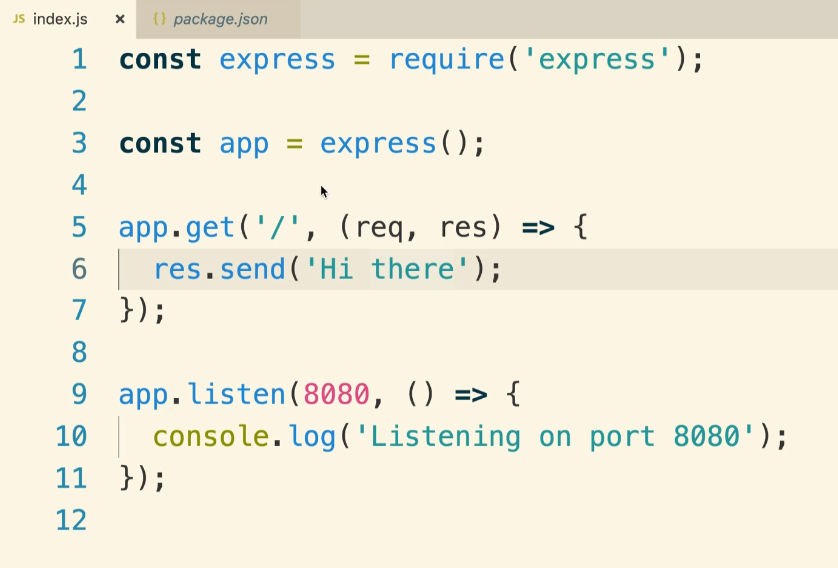 JS index.js × {} package.json
1 const express = require('express');
2
3 const app = express();
4
5 app.get('/', (req, res) => {
6   res.send('Hi there');
7 });
8
9 app.listen(8080, () => {
10   console.log('Listening on port 8080');
11 });
12